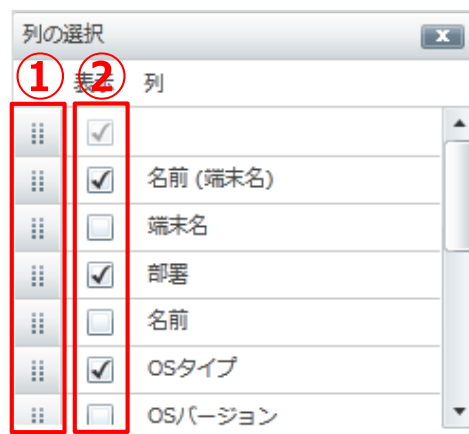 列の選択 x
① ② 表示 列
名前 (端末名)
端末名
部署
名前
OSタイプ
OSバージョン